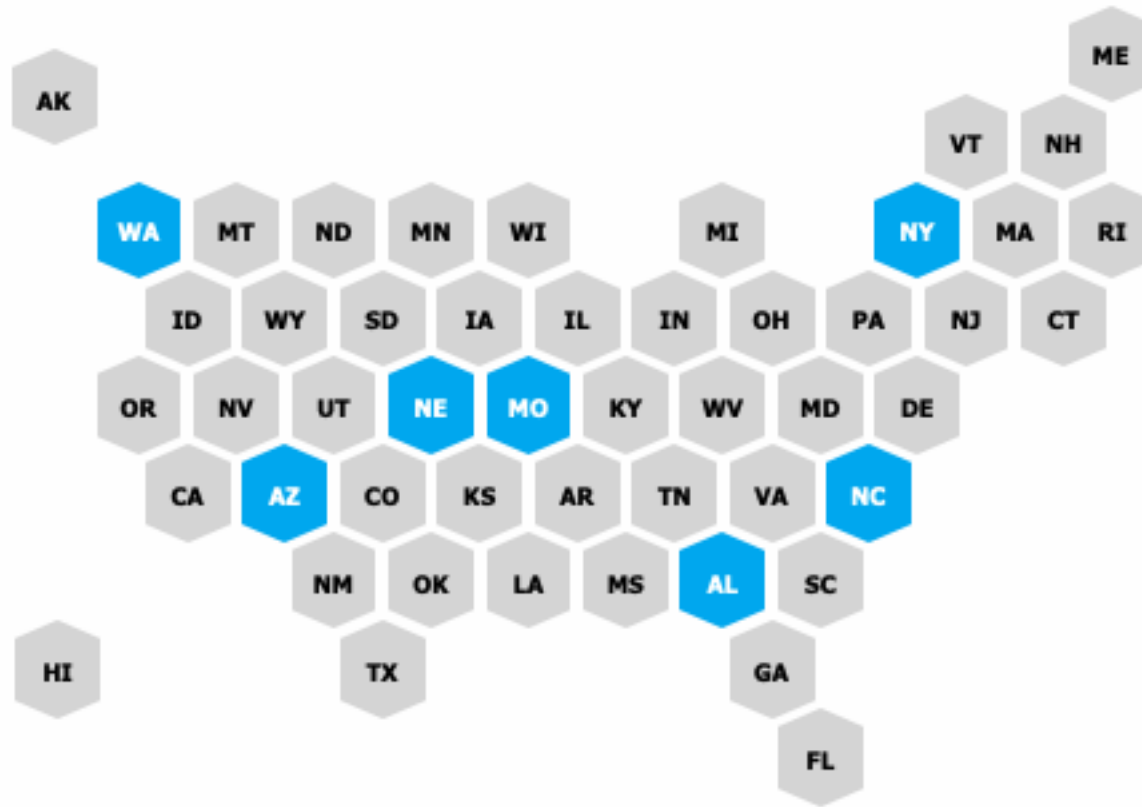 ME
AK
VT NH
WA MT ND MN WI MI NY MA RI
ID WY SD IA IL IN OH PA NJ CT
OR NV UT NE MO KY WV MD DE
CA AZ CO KS AR TN VA NC
NM OK LA MS AL SC
HI TX GA
FL